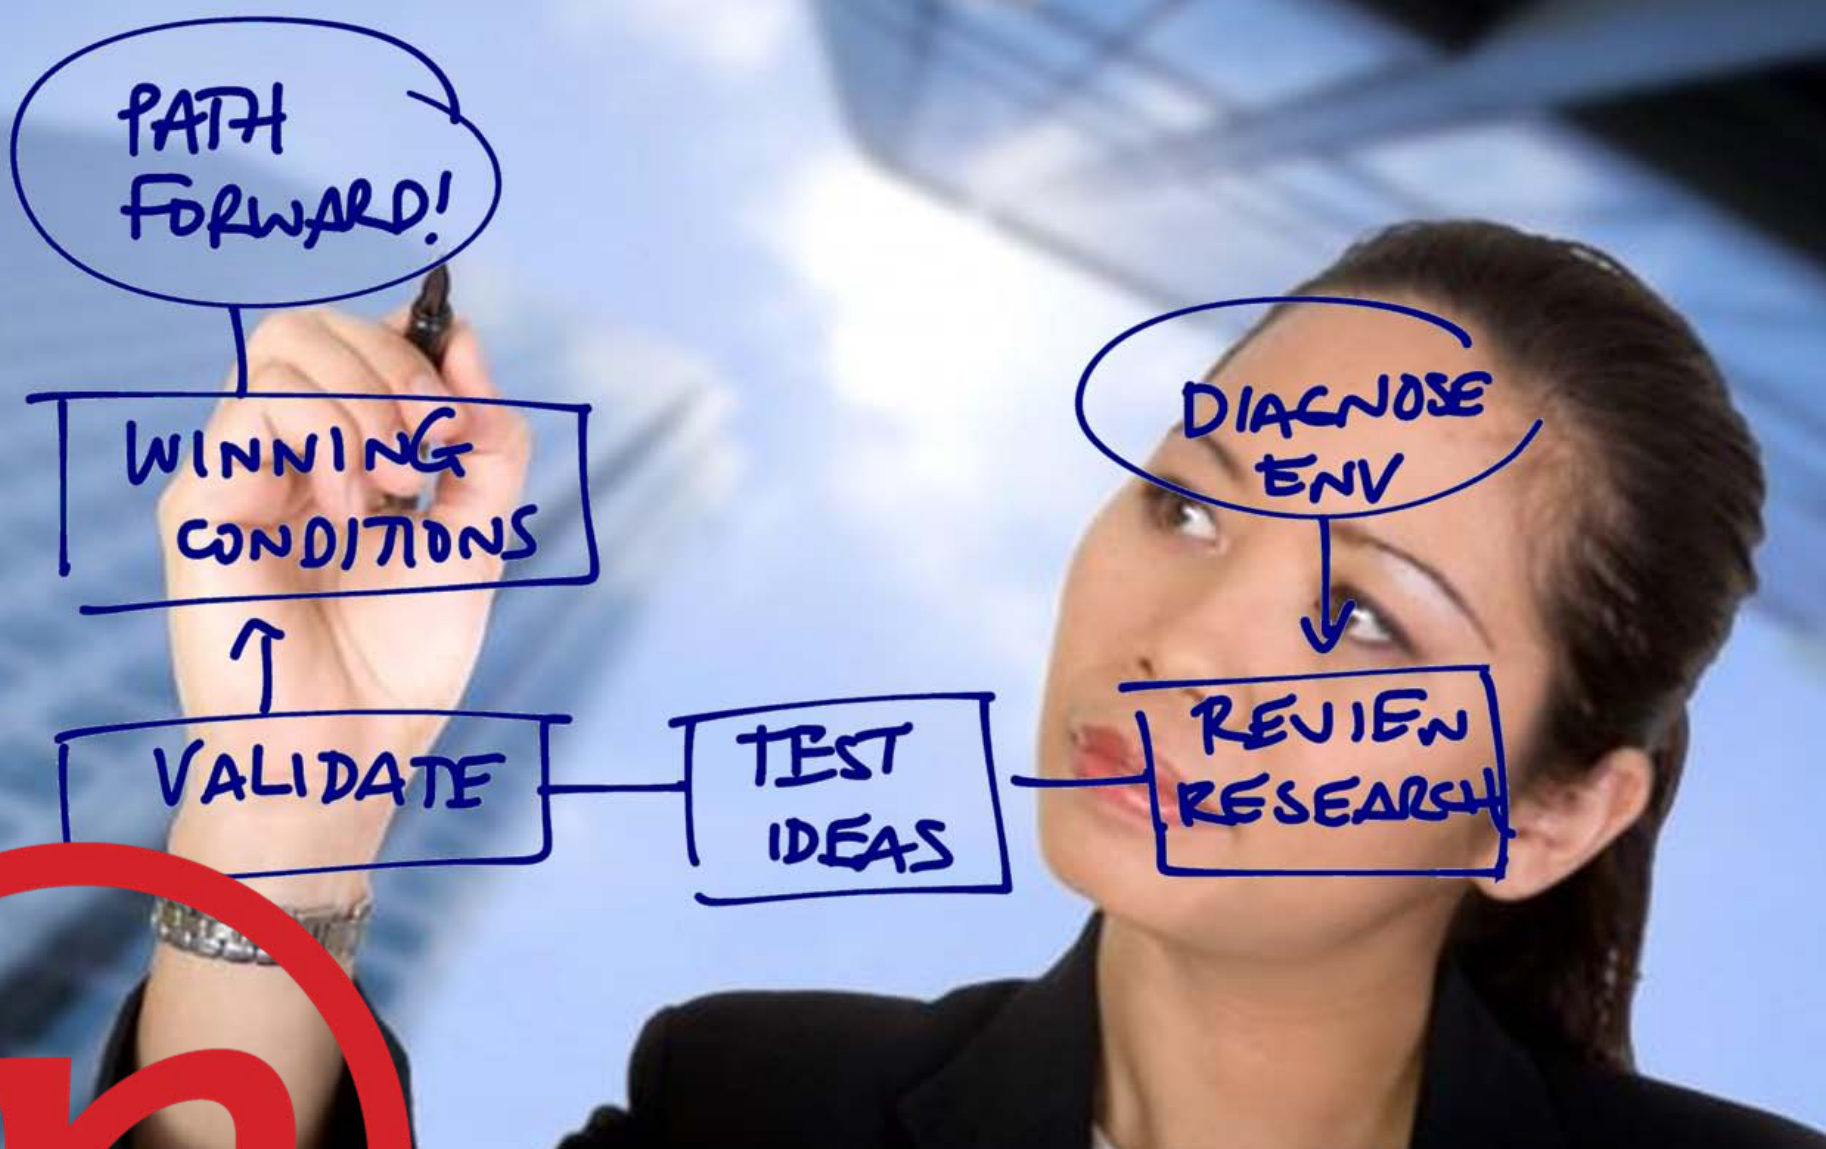 PATH
FORWARD!
WINNING
CONDITIONS
DIAGNOSE
ENV
VALIDATE
TEST
IDEAS
REVIEW
RESEARCH
n